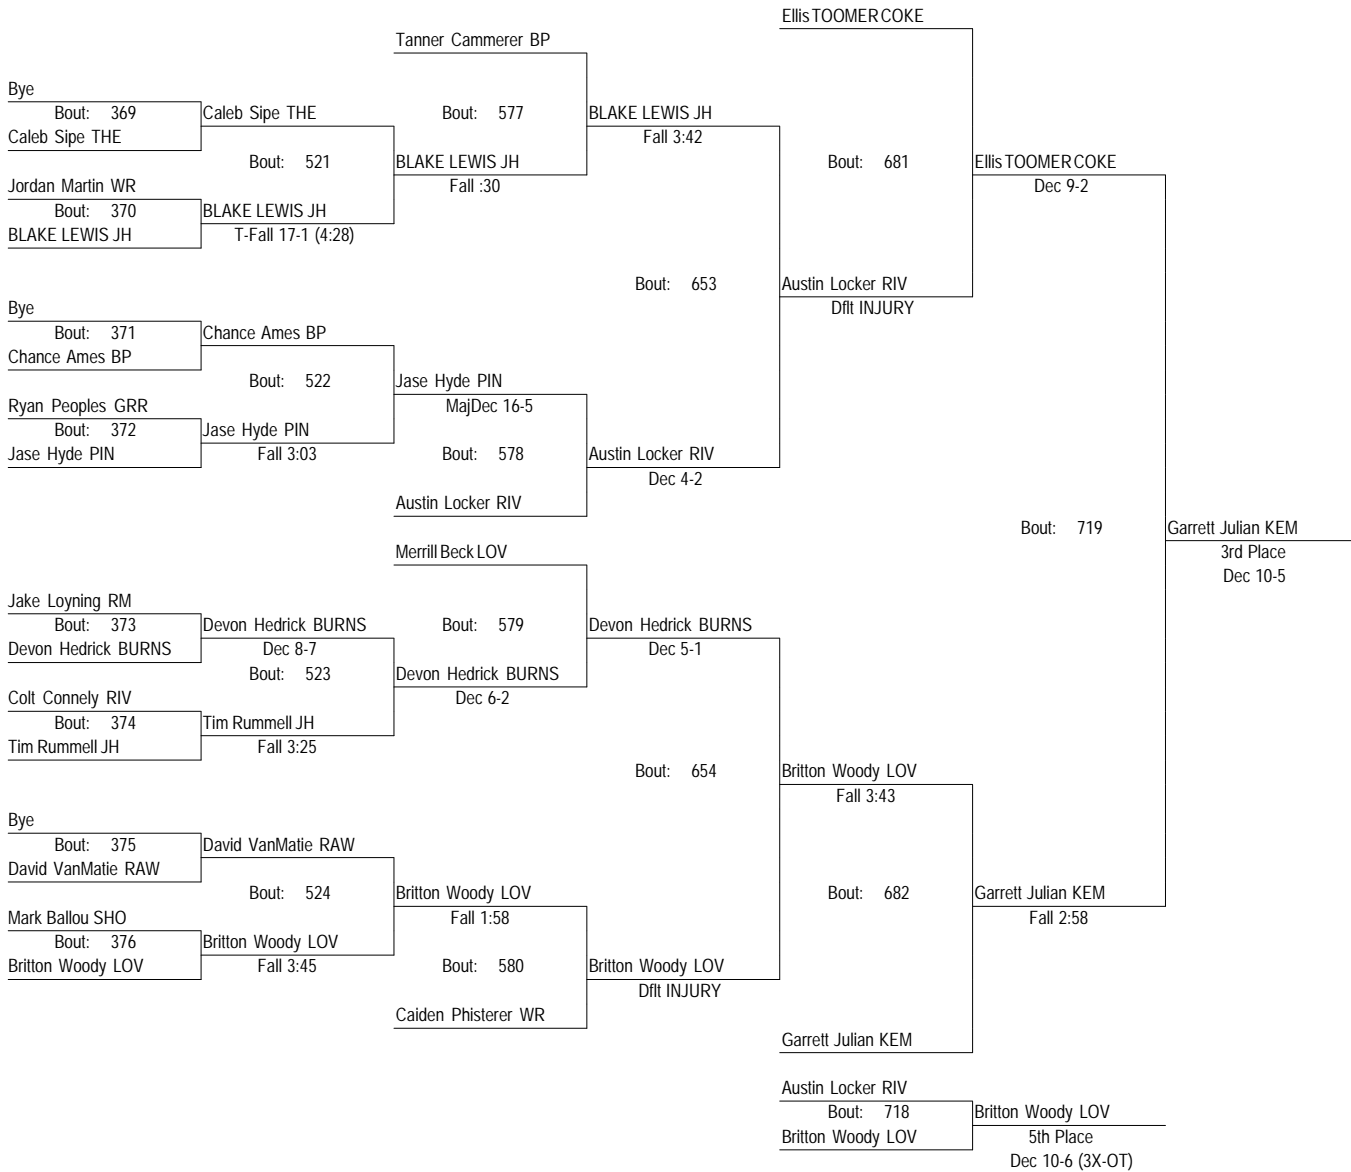 Ellis TOOMER COKE
Tanner Cammerer BP
Bye
Bout: 369
Caleb Sipe THE
Bout: 577
BLAKE LEWIS JH
Caleb Sipe THE
Fall 3:42
Bout: 521
BLAKE LEWIS JH
Bout: 681
Ellis TOOMER COKE
Jordan Martin WR
Fall :30
Dec 9-2
Bout: 370
BLAKE LEWIS JH
BLAKE LEWIS JH
T-Fall 17-1 (4:28)
Bout: 653
Austin Locker RIV
Bye
Dflt INJURY
Bout: 371
Chance Ames BP
Chance Ames BP
Bout: 522
Jase Hyde PIN
Ryan Peoples GRR
MajDec 16-5
Bout: 372
Jase Hyde PIN
Jase Hyde PIN
Fall 3:03
Bout: 578
Austin Locker RIV
Dec 4-2
Austin Locker RIV
Bout: 719
Garrett Julian KEM
Merrill Beck LOV
3rd Place
Dec 10-5
Jake Loyning RM
Bout: 373
Devon Hedrick BURNS
Bout: 579
Devon Hedrick BURNS
Devon Hedrick BURNS
Dec 8-7
Dec 5-1
Bout: 523
Devon Hedrick BURNS
Colt Connely RIV
Dec 6-2
Bout: 374
Tim Rummell JH
Tim Rummell JH
Fall 3:25
Bout: 654
Britton Woody LOV
Fall 3:43
Bye
Bout: 375
David VanMatie RAW
David VanMatie RAW
Bout: 524
Britton Woody LOV
Bout: 682
Garrett Julian KEM
Mark Ballou SHO
Fall 1:58
Fall 2:58
Bout: 376
Britton Woody LOV
Britton Woody LOV
Fall 3:45
Bout: 580
Britton Woody LOV
Dflt INJURY
Caiden Phisterer WR
Garrett Julian KEM
Austin Locker RIV
Bout: 718
Britton Woody LOV
Britton Woody LOV
5th Place
Dec 10-6 (3X-OT)